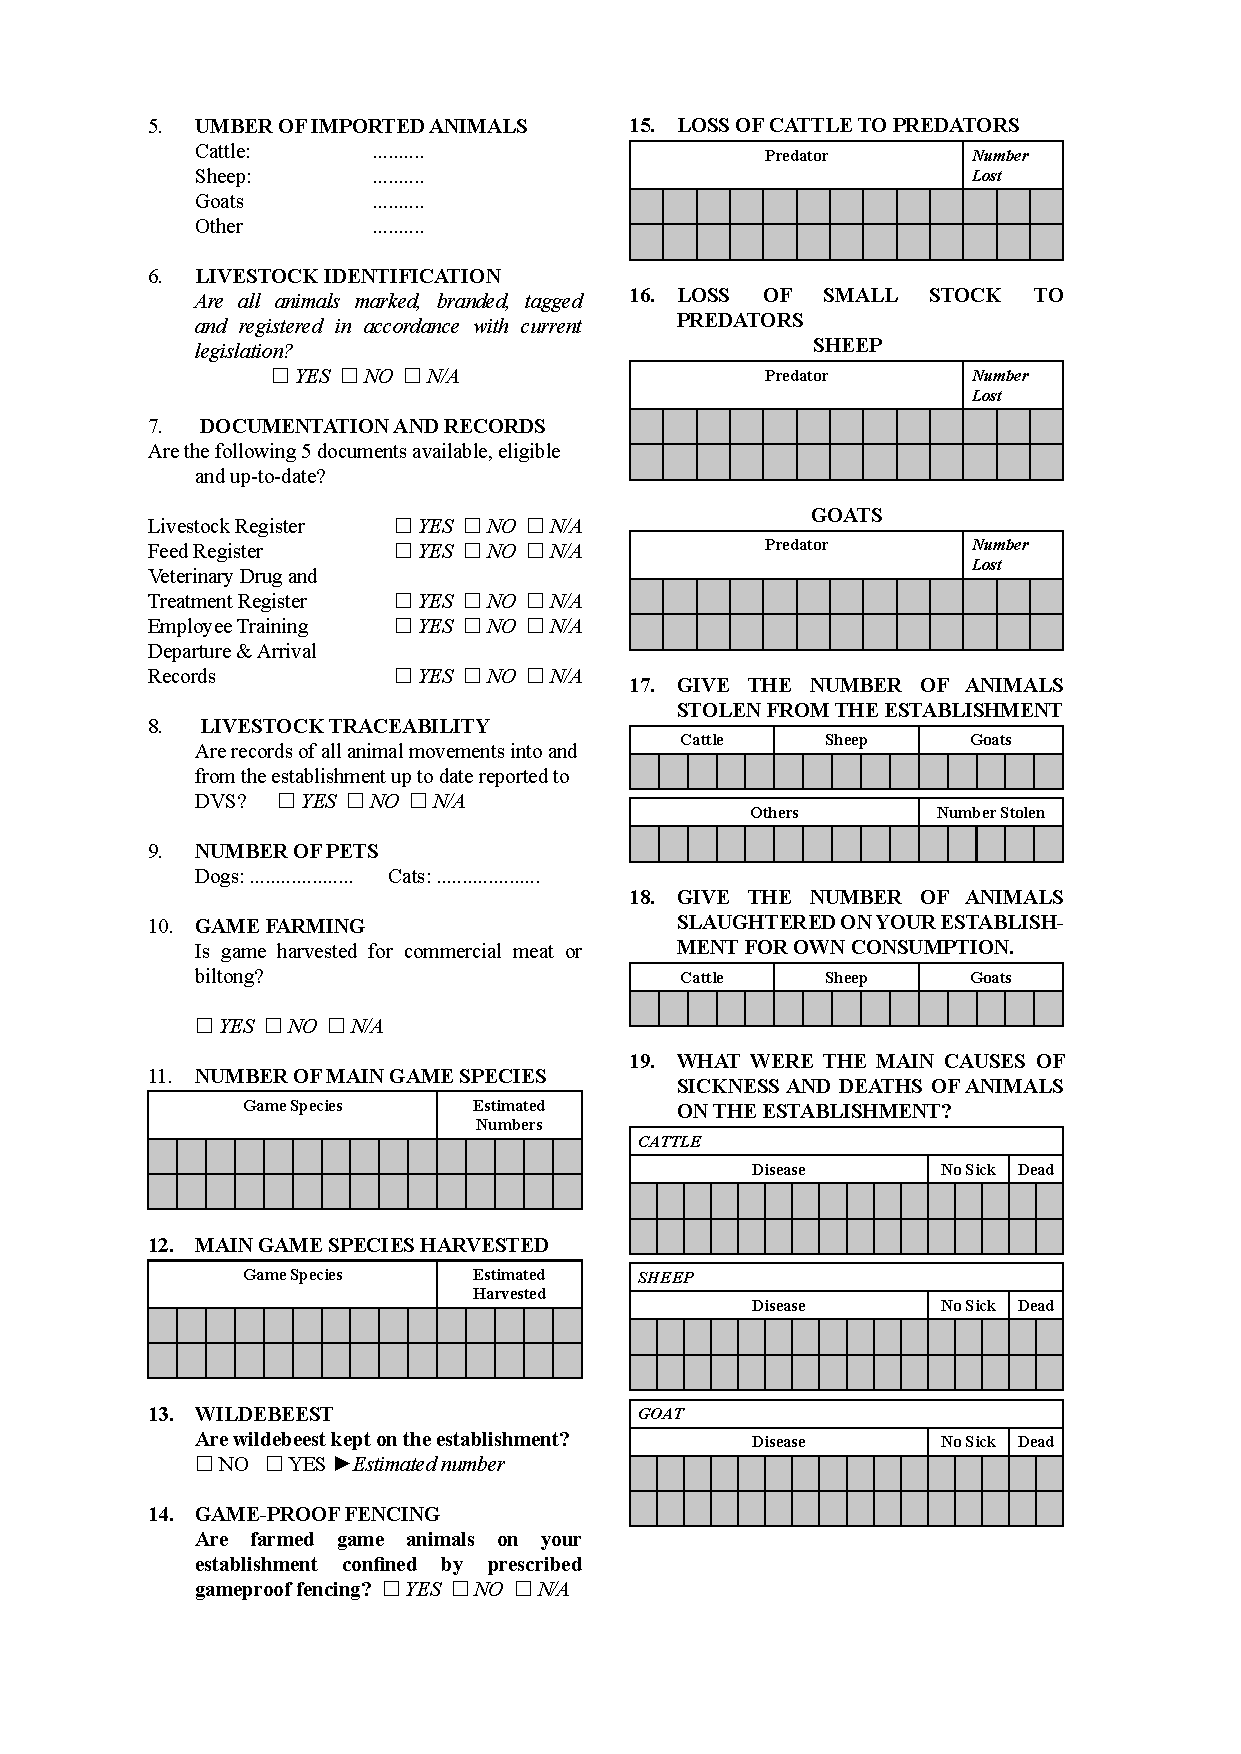 5. UMBER OF IMPORTED ANIMALS
Cattle: ..........
Sheep: ..........
Goats ..........
Other ..........
6. LIVESTOCK IDENTIFICATION
Are all animals marked, branded, tagged
and registered in accordance with current
legislation?
☐ YES ☐ NO ☐ N/A
7. DOCUMENTATION AND RECORDS
Are the following 5 documents available, eligible
and up-to-date?
Livestock Register ☐ YES ☐ NO ☐ N/A
Feed Register ☐ YES ☐ NO ☐ N/A
Veterinary Drug and
Treatment Register ☐ YES ☐ NO ☐ N/A
Employee Training ☐ YES ☐ NO ☐ N/A
Departure & Arrival
Records ☐ YES ☐ NO ☐ N/A
8. LIVESTOCK TRACEABILITY
Are records of all animal movements into and
from the establishment up to date reported to
DVS? ☐ YES ☐ NO ☐ N/A
9. NUMBER OF PETS
Dogs: .................... Cats: ....................
10. GAME FARMING
Is game harvested for commercial meat or
biltong?
☐ YES ☐ NO ☐ N/A
11. NUMBER OF MAIN GAME SPECIES
Game Species Estimated
Numbers
12. MAIN GAME SPECIES HARVESTED
Game Species Estimated
Harvested
13. WILDEBEEST
Are wildebeest kept on the establishment?
☐ NO ☐ YES ►Estimated number
14. GAME-PROOF FENCING
Are farmed game animals on your
establishment confined by prescribed
gameproof fencing? ☐ YES ☐ NO ☐ N/A
15. LOSS OF CATTLE TO PREDATORS
Predator Number
Lost
16. LOSS OF SMALL STOCK TO
PREDATORS
SHEEP
Predator Number
Lost
GOATS
Predator Number
Lost
17. GIVE THE NUMBER OF ANIMALS
STOLEN FROM THE ESTABLISHMENT
Cattle Sheep Goats
Others Number Stolen
18. GIVE THE NUMBER OF ANIMALS
SLAUGHTERED ON YOUR ESTABLISH-
MENT FOR OWN CONSUMPTION.
Cattle Sheep Goats
19. WHAT WERE THE MAIN CAUSES OF
SICKNESS AND DEATHS OF ANIMALS
ON THE ESTABLISHMENT?
CATTLE
Disease No Sick Dead
SHEEP
Disease No Sick Dead
GOAT
Disease No Sick Dead